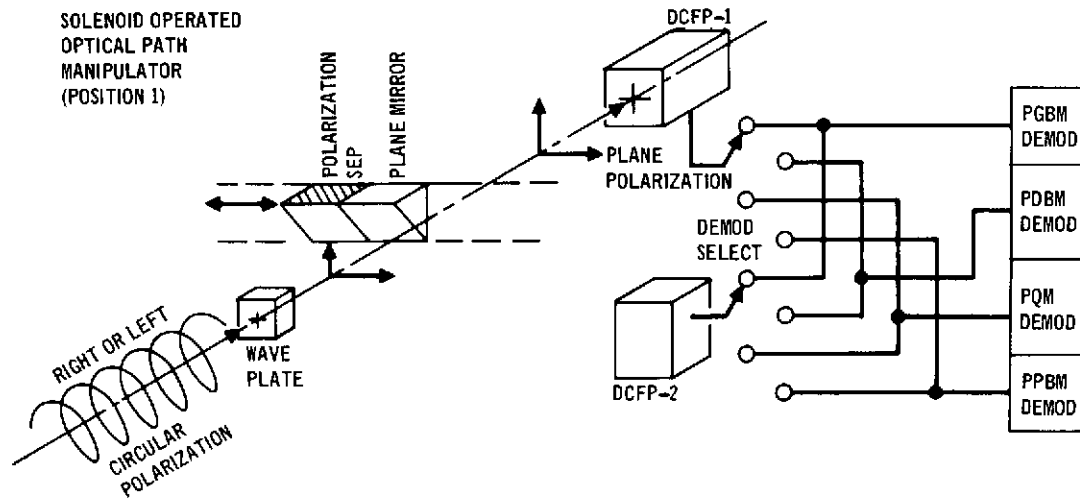 SOLENOID OPERATED
OPTICAL PATH
MANIPULATOR
(POSITION 1)
POLARIZATION
SEP
PLANE MIRROR
DCFP-1
PLANE
POLARIZATION
DEMOD
SELECT
DCFP-2
WAVE
PLATE
RIGHT OR LEFT
CIRCULAR
POLARIZATION
PGBM
DEMOD
PDBM
DEMOD
PQM
DEMOD
PPBM
DEMOD